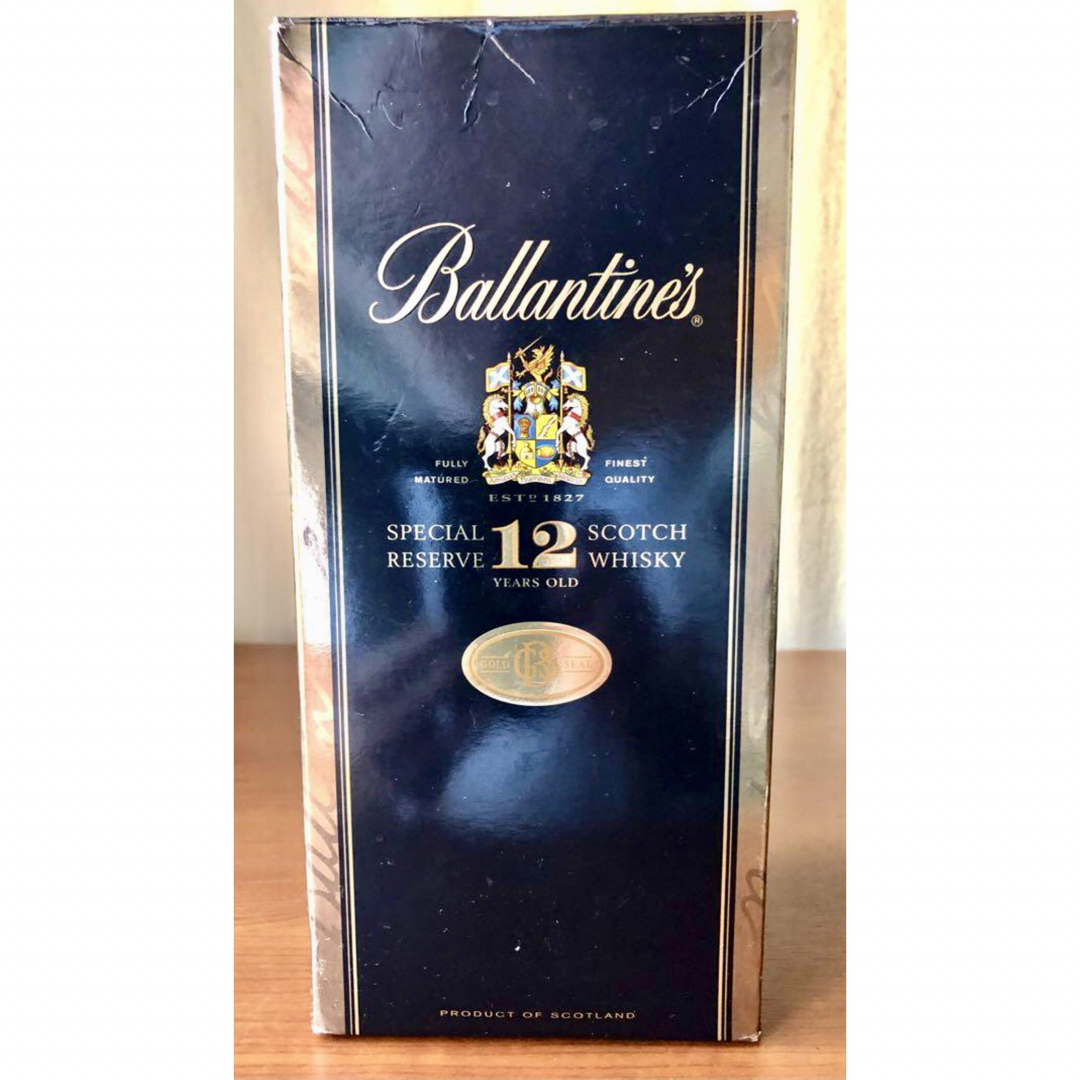 Ballantine's®
FULLY
MATURED
FINEST
QUALITY
ESTD 1827
SPECIAL
RESERVE
12
YEARS OLD
SCOTCH
WHISKY
GOLD
SEAL
PRODUCT OF SCOTLAND